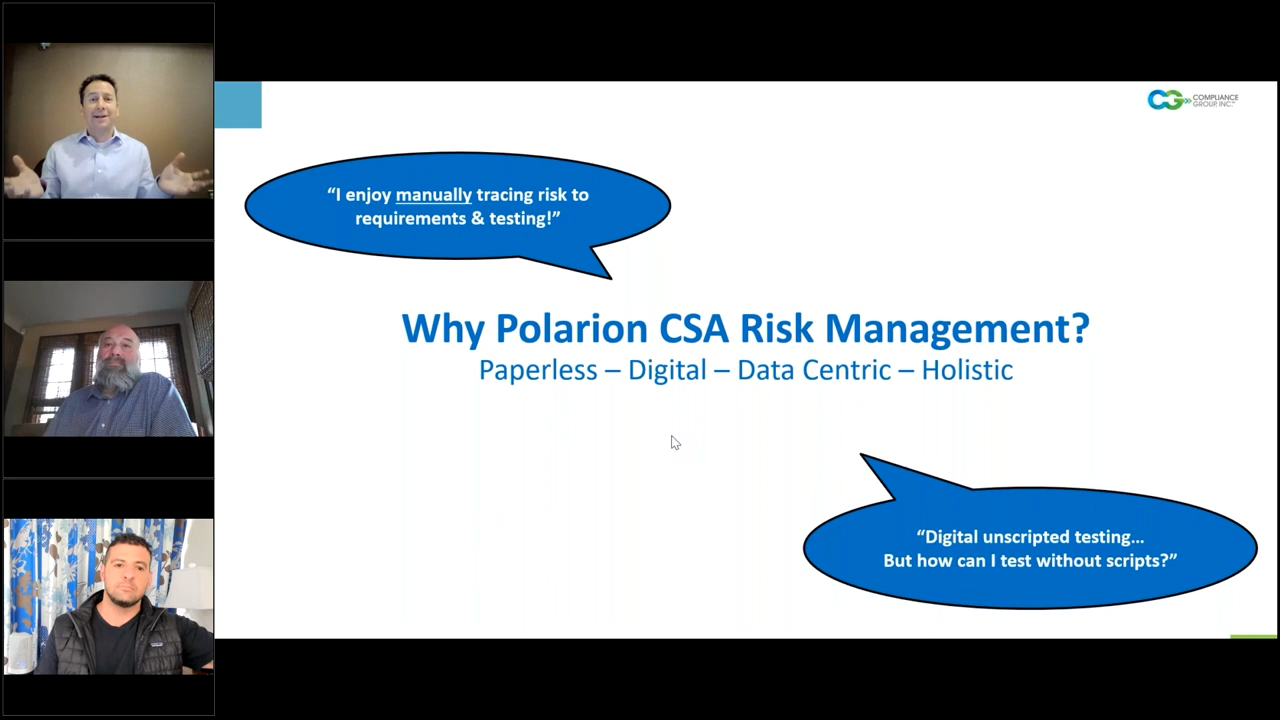 COMPLIANCE
GROUP, INC.™
“I enjoy manually tracing risk to
requirements & testing!”
Why Polarion CSA Risk Management?
Paperless – Digital – Data Centric – Holistic
“Digital unscripted testing…
But how can I test without scripts?”